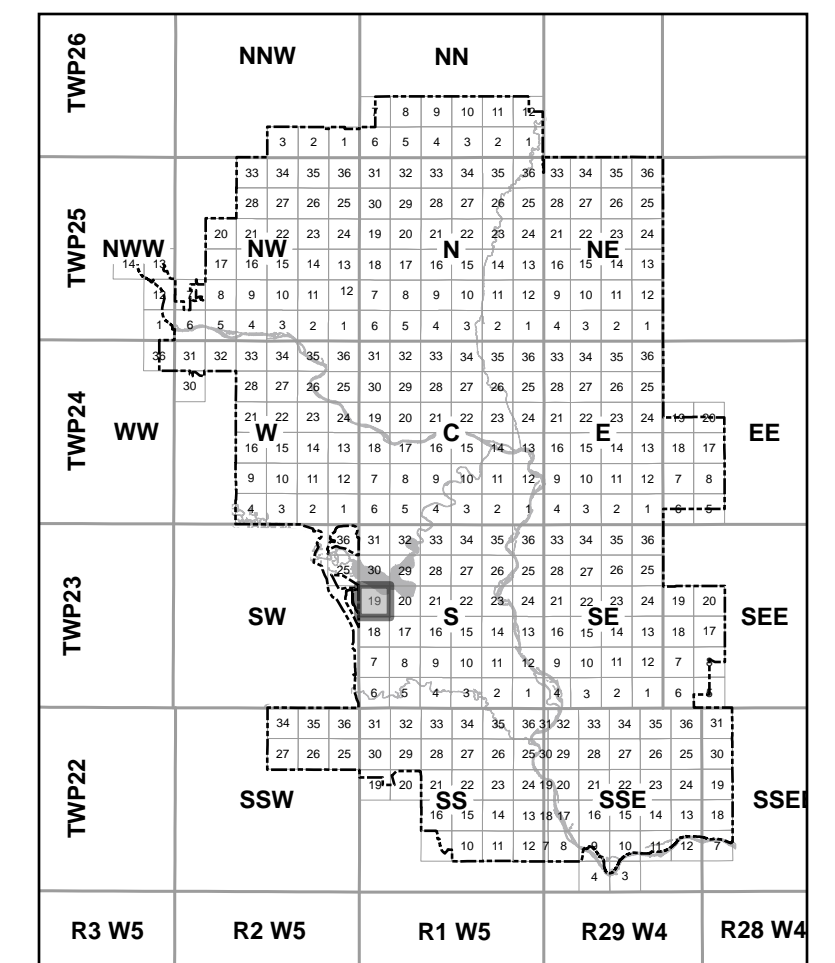 TWP26
NNW NN
7 8 9 10 11 12
3 2 1 6 5 4 3 2 1
TWP25
33 34 35 36 31 32 33 34 35 36 33 34 35 36
28 27 26 25 30 29 28 27 26 25 28 27 26 25
20 21 22 23 24 19 20 21 22 23 24 21 22 23 24
NWW NW N NE
14 13 17 16 15 14 13 18 17 16 15 14 13 16 15 14 13
12 7 8 9 10 11 12 7 8 9 10 11 12 9 10 11 12
1 6 5 4 3 2 1 6 5 4 3 2 1 4 3 2 1
TWP24
36 31 32 33 34 35 36 31 32 33 34 35 36 33 34 35 36
30 28 27 26 25 30 29 28 27 26 25 28 27 26 25
21 22 23 24 19 20 21 22 23 24 21 22 23 24 19 20
WW W C E EE
16 15 14 13 18 17 16 15 14 13 16 15 14 13 18 17
9 10 11 12 7 8 9 10 11 12 9 10 11 12 7 8
4 3 2 1 6 5 4 3 2 1 4 3 2 1 6 5
TWP23
36 31 32 33 34 35 36 33 34 35 36
25 30 29 28 27 26 25 28 27 26 25
19 20 21 22 23 24 21 22 23 24 19 20
SW S SE SEE
18 17 16 15 14 13 16 15 14 13 18 17
7 8 9 10 11 12 9 10 11 12 7 8
6 5 4 3 2 1 4 3 2 1 6
TWP22
34 35 36 31 32 33 34 35 36 31 32 33 34 35 36 31
27 26 25 30 29 28 27 26 25 30 29 28 27 26 25 30
19 20 21 22 23 24 19 20 21 22 23 24 19
SSW SS SSE
16 15 14 13 18 17 16 15 14 13 18
10 11 12 7 8 9 10 11 12 7
4 3
R3 W5 R2 W5 R1 W5 R29 W4 R28 W4